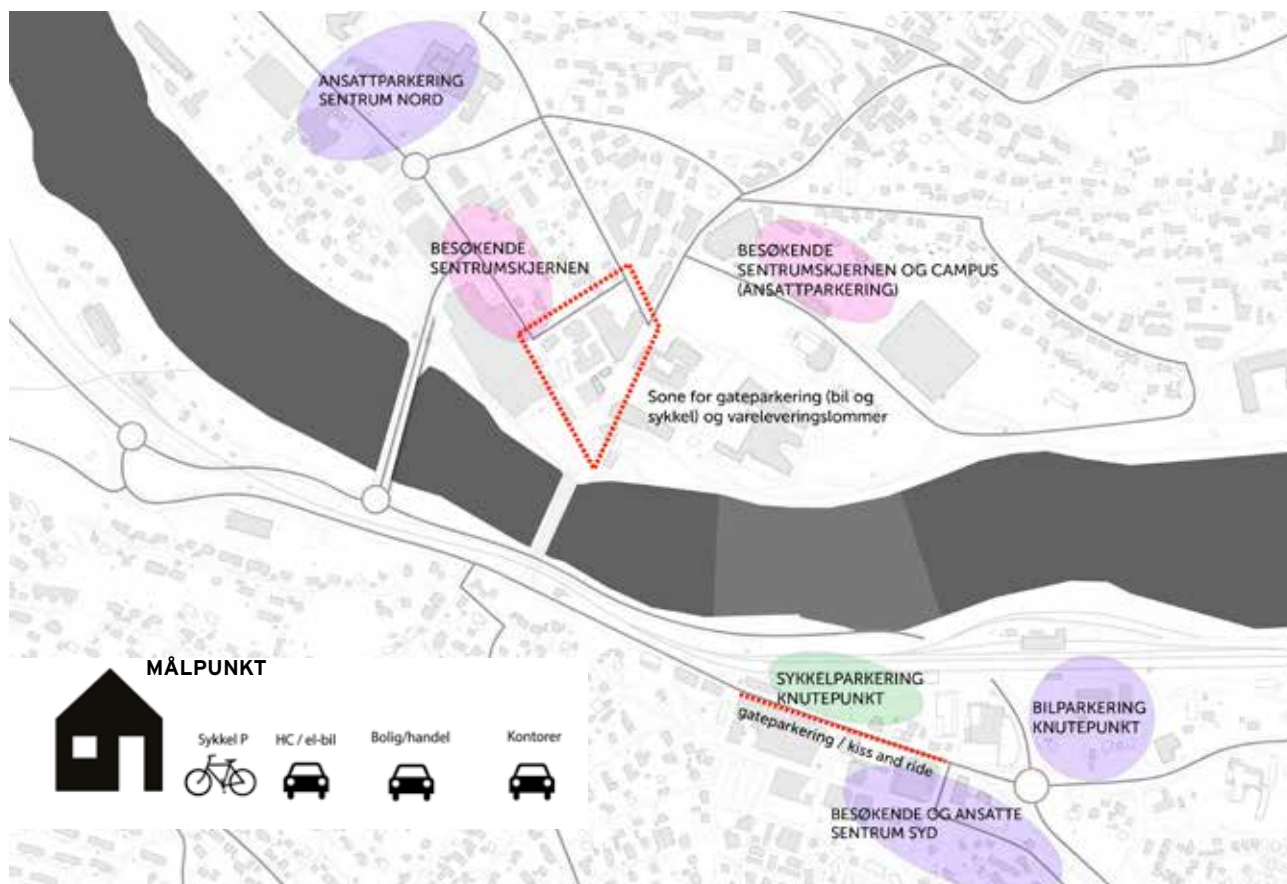 ANSATTPARKERING
SENTRUM NORD
BESØKENDE
SENTRUMSKJERNEN
BESØKENDE
SENTRUMSKJERNEN OG CAMPUS
(ANSATTPARKERING)
Sone for gateparkering (bil og
sykkel) og vareleveringslommer
MÅLPUNKT
Sykkel P
HC / el-bil
Bolig/handel
Kontorer
SYKKELPARKERING
KNUTEPUNKT
gateparkering / kiss and ride
BILPARKERING
KNUTEPUNKT
BESØKENDE OG ANSATTE
SENTRUM SYD